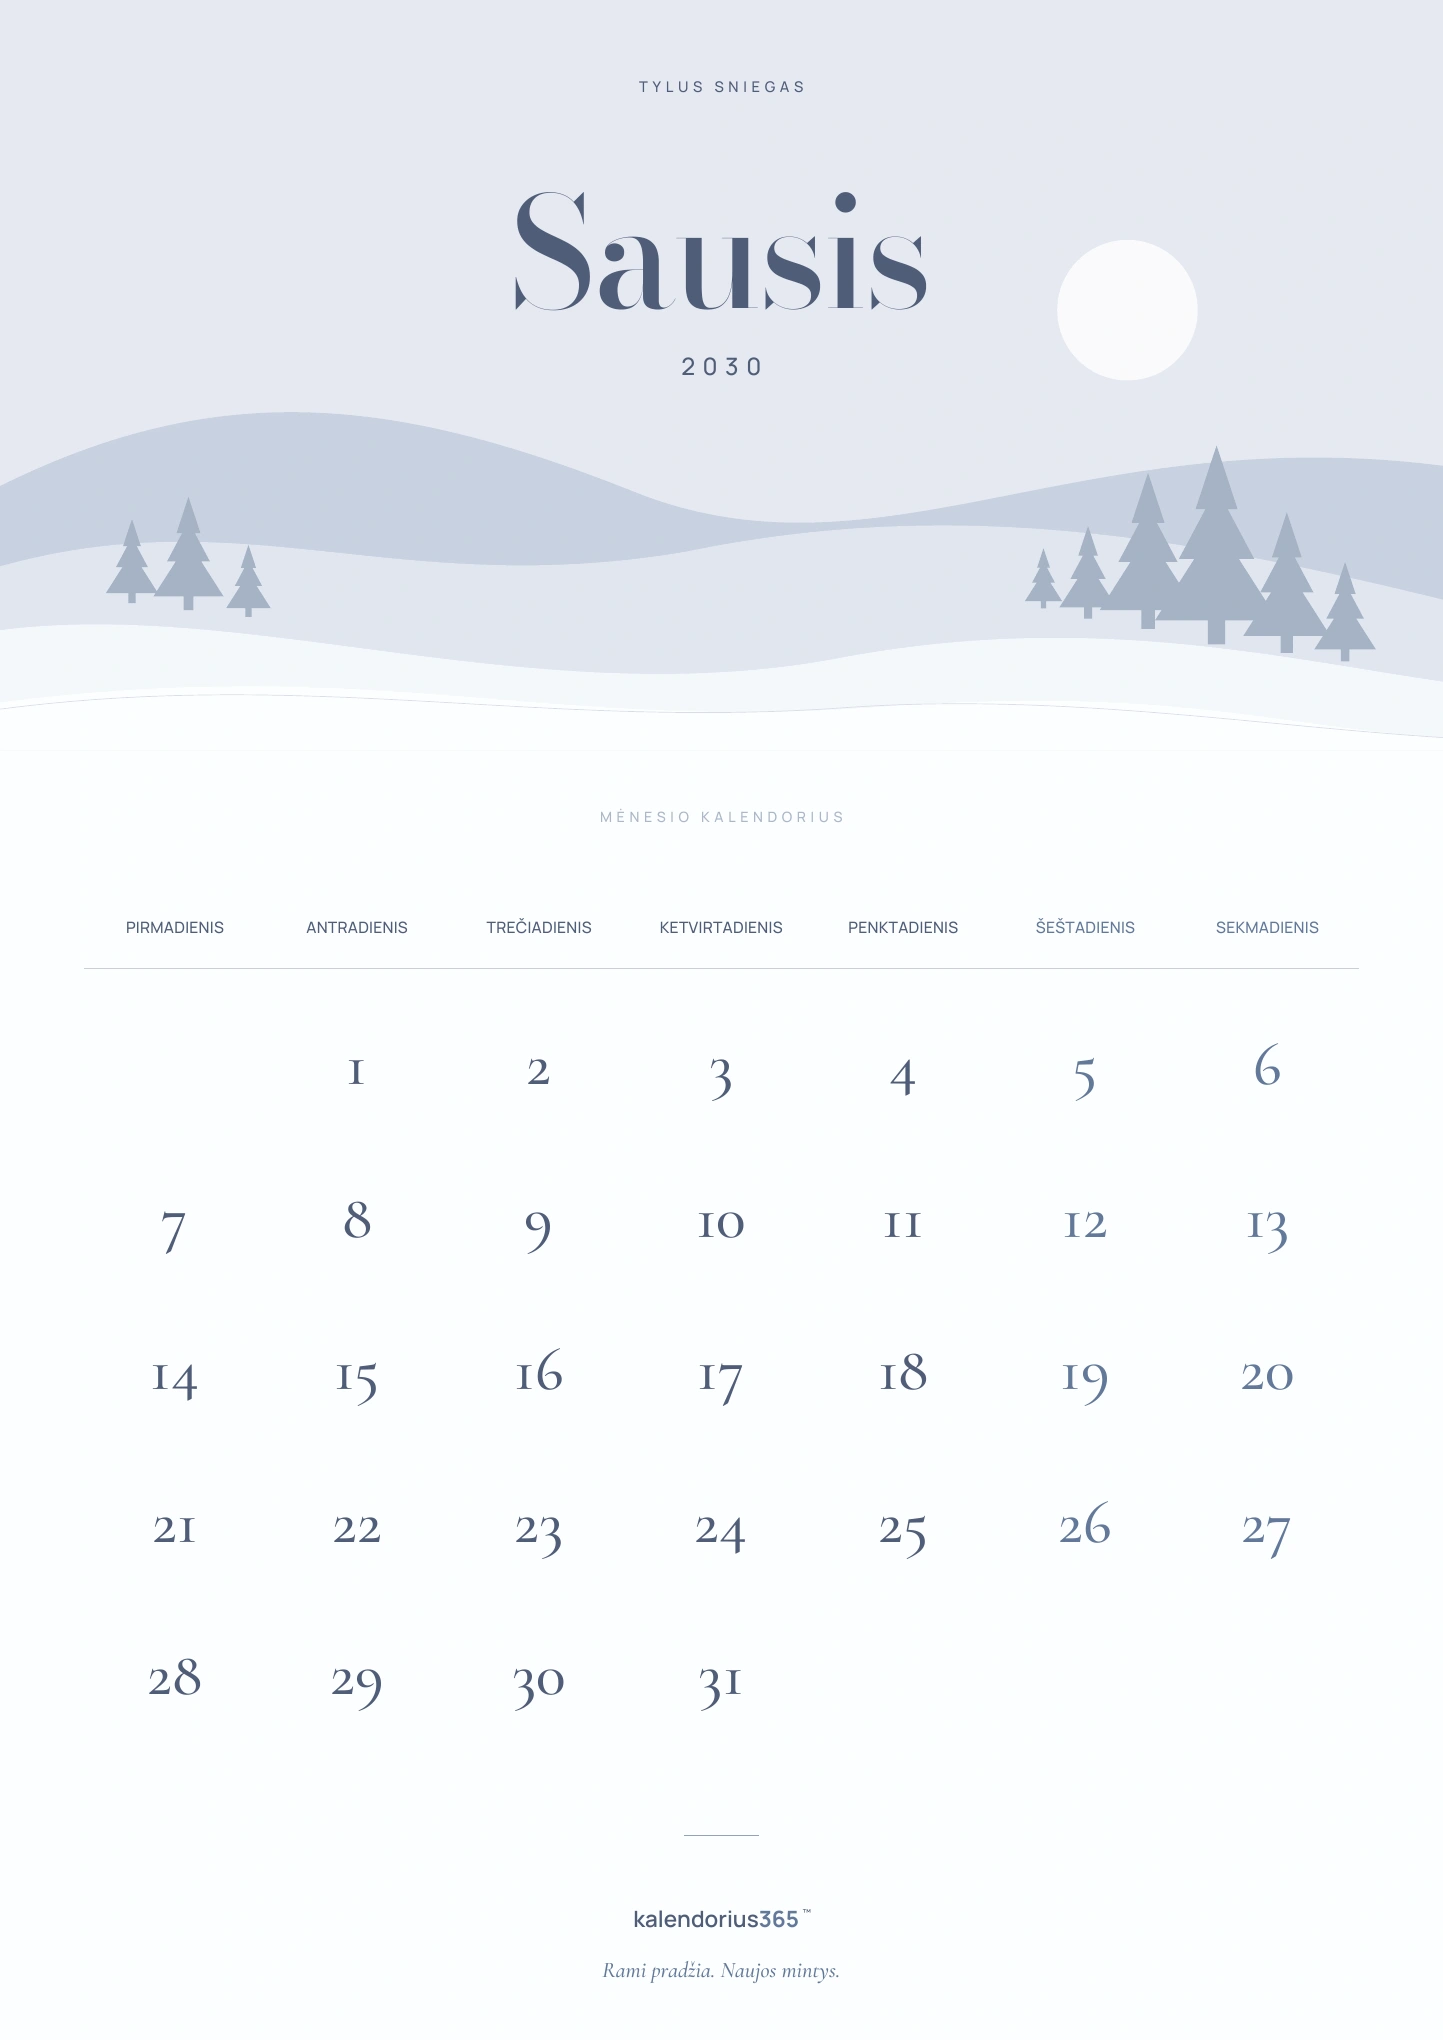 TYLUS SNIEGAS
Sausis
2030
MĖNESIO KALENDORIUS
PIRMADIENIS ANTRADIENIS TREČIADIENIS KETVIRTADIENIS PENKTADIENIS ŠEŠTADIENIS SEKMADIENIS
1 2 3 4 5 6
7 8 9 10 11 12 13
14 15 16 17 18 19 20
21 22 23 24 25 26 27
28 29 30 31
kalendorius365™
Rami pradžia. Naujos mintys.